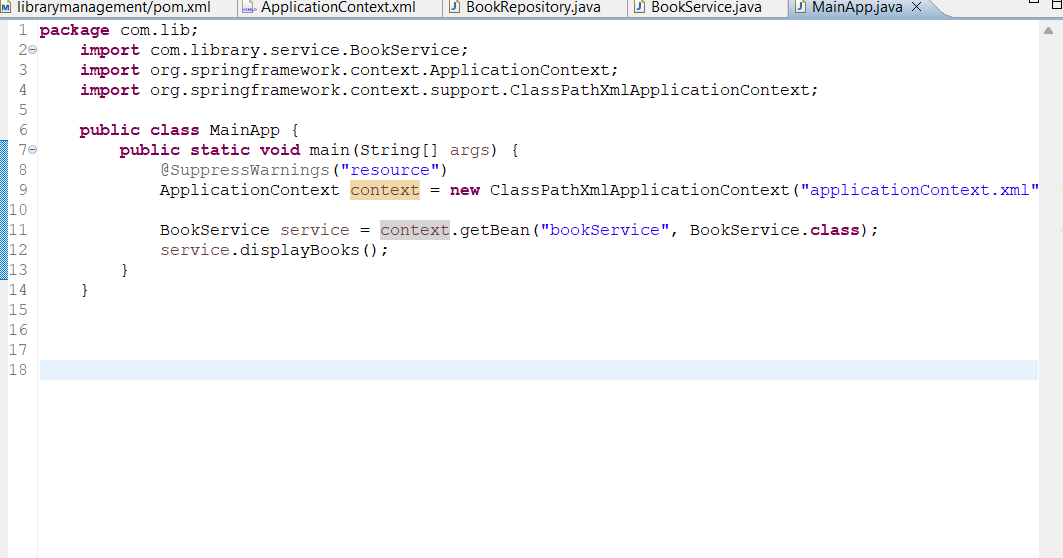 librarymanagement/pom.xml ApplicationContext.xml BookRepository.java BookService.java MainApp.java
1 package com.lib;
2 import com.library.service.BookService;
3 import org.springframework.context.ApplicationContext;
4 import org.springframework.context.support.ClassPathXmlApplicationContext;
5
6 public class MainApp {
7 public static void main(String[] args) {
8 @SuppressWarnings("resource")
9 ApplicationContext context = new ClassPathXmlApplicationContext("applicationContext.xml"
10
11 BookService service = context.getBean("bookService", BookService.class);
12 service.displayBooks();
13 }
14 }
15
16
17
18